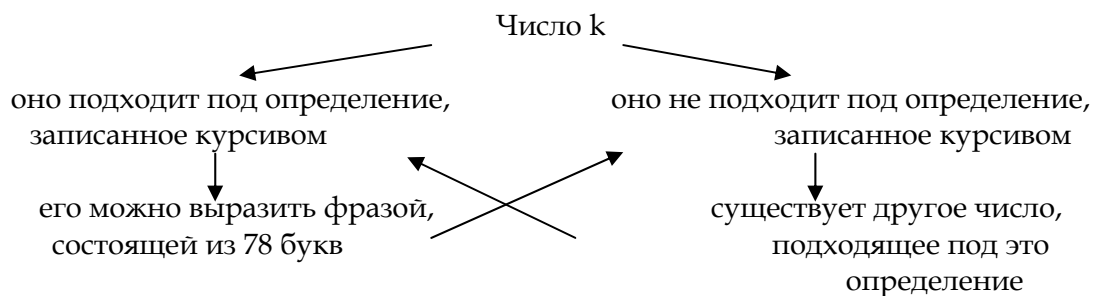 Число k
оно подходит под определение,
записанное курсивом
оно не подходит под определение,
записанное курсивом
его можно выразить фразой,
состоящей из 78 букв
существует другое число,
подходящее под это
определение